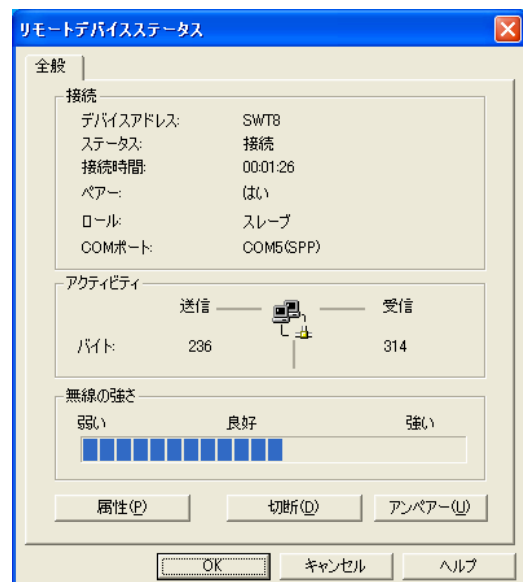 リモートデバイスステータス
全般
接続
デバイスアドレス: SWT8
ステータス: 接続
接続時間: 00:01:26
ペアー: はい
ロール: スレーブ
COMポート: COM5(SPP)
アクティビティ
送信 受信
バイト: 236 314
無線の強さ
弱い 良好 強い
属性(P) 切断(D) アンペアー(U)
OK キャンセル ヘルプ